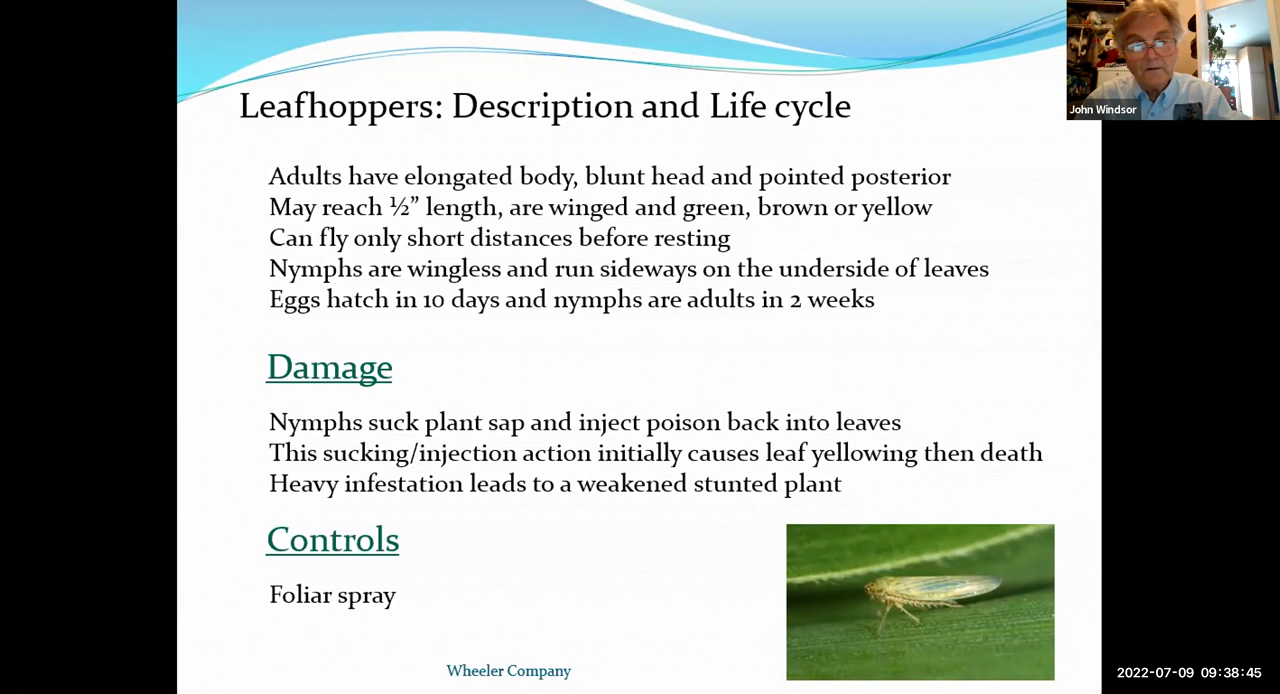 John Windsor
Leafhoppers: Description and Life cycle
Adults have elongated body, blunt head and pointed posterior
May reach ½” length, are winged and green, brown or yellow
Can fly only short distances before resting
Nymphs are wingless and run sideways on the underside of leaves
Eggs hatch in 10 days and nymphs are adults in 2 weeks
Damage
Nymphs suck plant sap and inject poison back into leaves
This sucking/injection action initially causes leaf yellowing then death
Heavy infestation leads to a weakened stunted plant
Controls
Foliar spray
Wheeler Company
2022-07-09 09:38:45